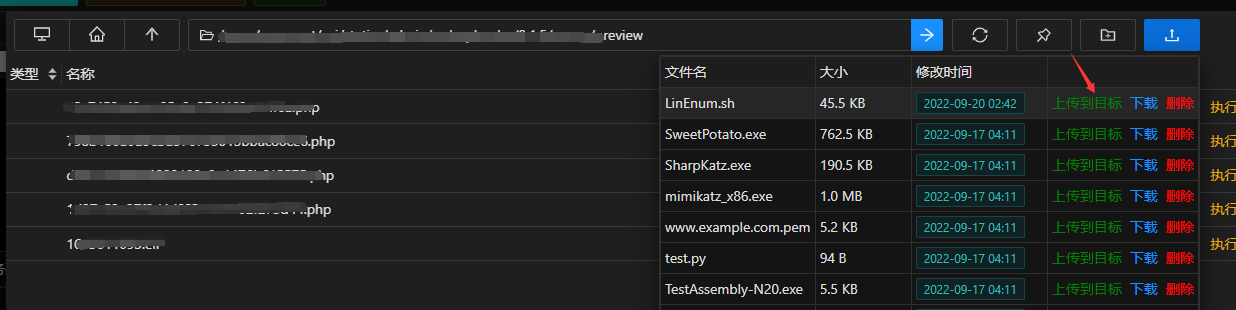 review
类型 名称
文件名 大小 修改时间
LinEnum.sh 45.5 KB 2022-09-20 02:42 上传到目标 下载 删除
.php 执行
SweetPotato.exe 762.5 KB 2022-09-17 04:11 上传到目标 下载 删除
.php 执行
SharpKatz.exe 190.5 KB 2022-09-17 04:11 上传到目标 下载 删除
.php 执行
mimikatz_x86.exe 1.0 MB 2022-09-17 04:11 上传到目标 下载 删除
.php 执行
www.example.com.pem 5.2 KB 2022-09-17 04:11 上传到目标 下载 删除
执行
test.py 94 B 2022-09-17 04:11 上传到目标 下载 删除
TestAssembly-N20.exe 5.5 KB 2022-09-17 04:11 上传到目标 下载 删除